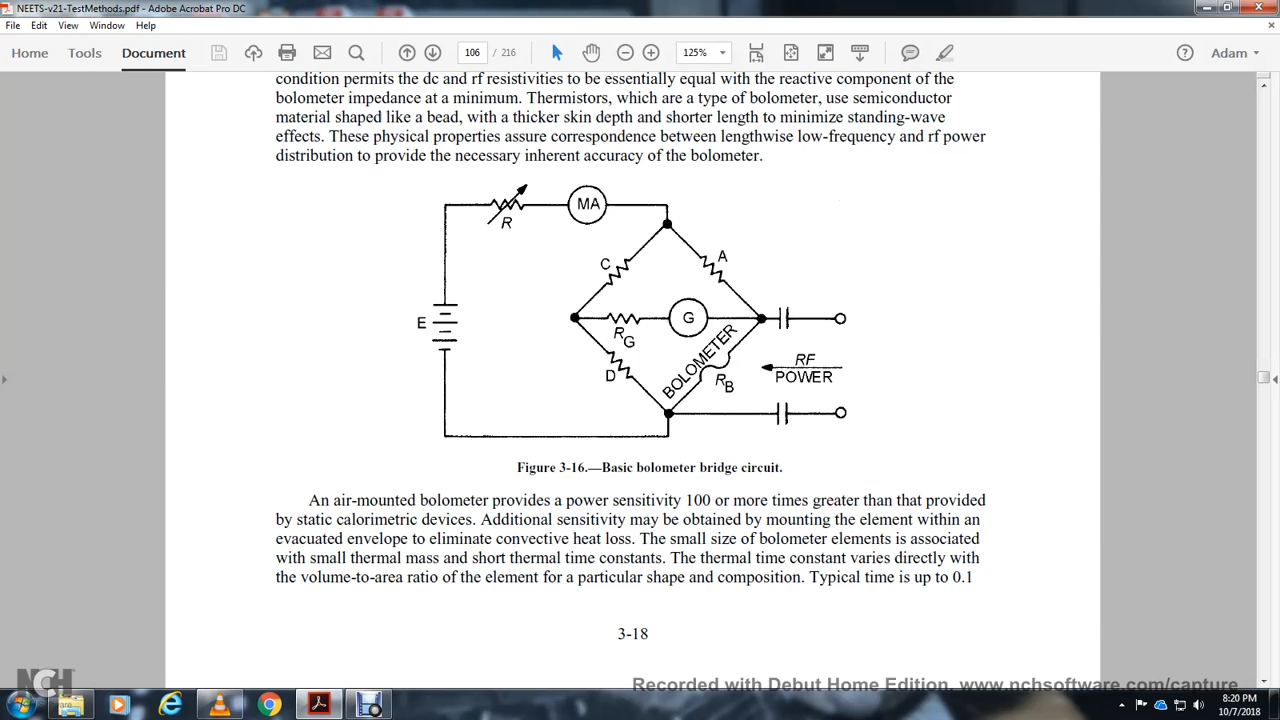 NEETS-v21-TestMethods.pdf - Adobe Acrobat Pro DC
File Edit View Window Help
Home Tools Document 106 / 216 125% Adam
condition permits the dc and rf resistivities to be essentially equal with the reactive component of the
bolometer impedance at a minimum. Thermistors, which are a type of bolometer, use semiconductor
material shaped like a bead, with a thicker skin depth and shorter length to minimize standing-wave
effects. These physical properties assure correspondence between lengthwise low-frequency and rf power
distribution to provide the necessary inherent accuracy of the bolometer.
MA
R
C
A
E
G
RG
BOLOMETER
RF
POWER
D
RB
Figure 3-16.—Basic bolometer bridge circuit.
An air-mounted bolometer provides a power sensitivity 100 or more times greater than that provided
by static calorimetric devices. Additional sensitivity may be obtained by mounting the element within an
evacuated envelope to eliminate convective heat loss. The small size of bolometer elements is associated
with small thermal mass and short thermal time constants. The thermal time constant varies directly with
the volume-to-area ratio of the element for a particular shape and composition. Typical time is up to 0.1
3-18
NCH
Recorded with Debut Home Edition. www.nchsoftware.com/capture
8:20 PM
10/7/2018